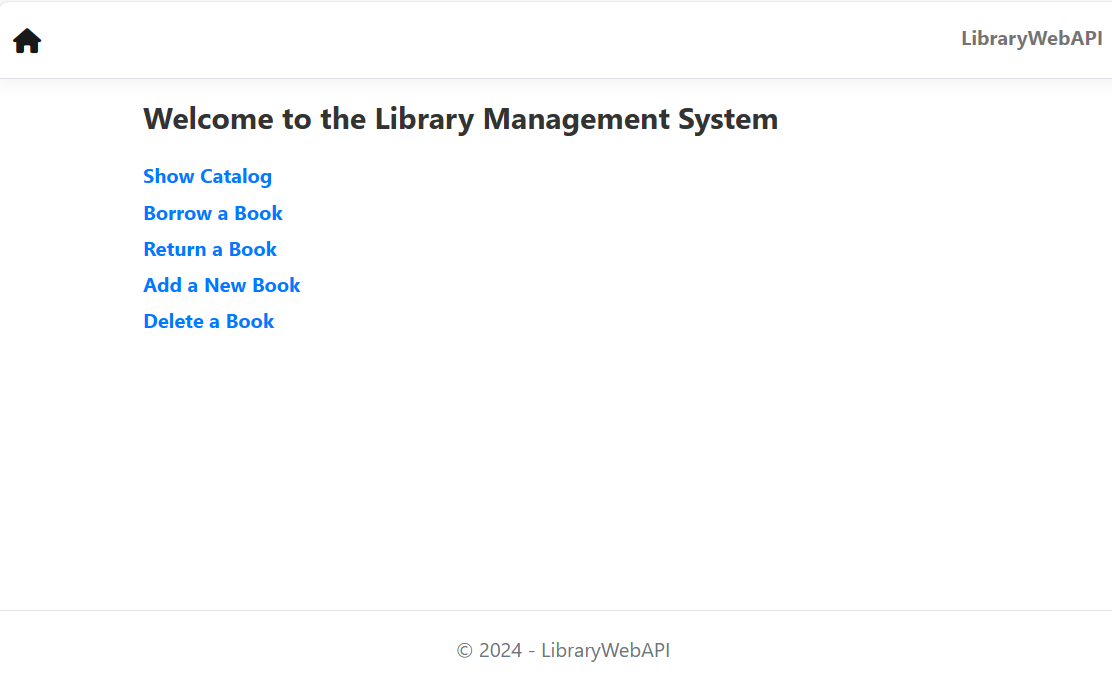 LibraryWebAPI
Welcome to the Library Management System
Show Catalog
Borrow a Book
Return a Book
Add a New Book
Delete a Book
© 2024 - LibraryWebAPI